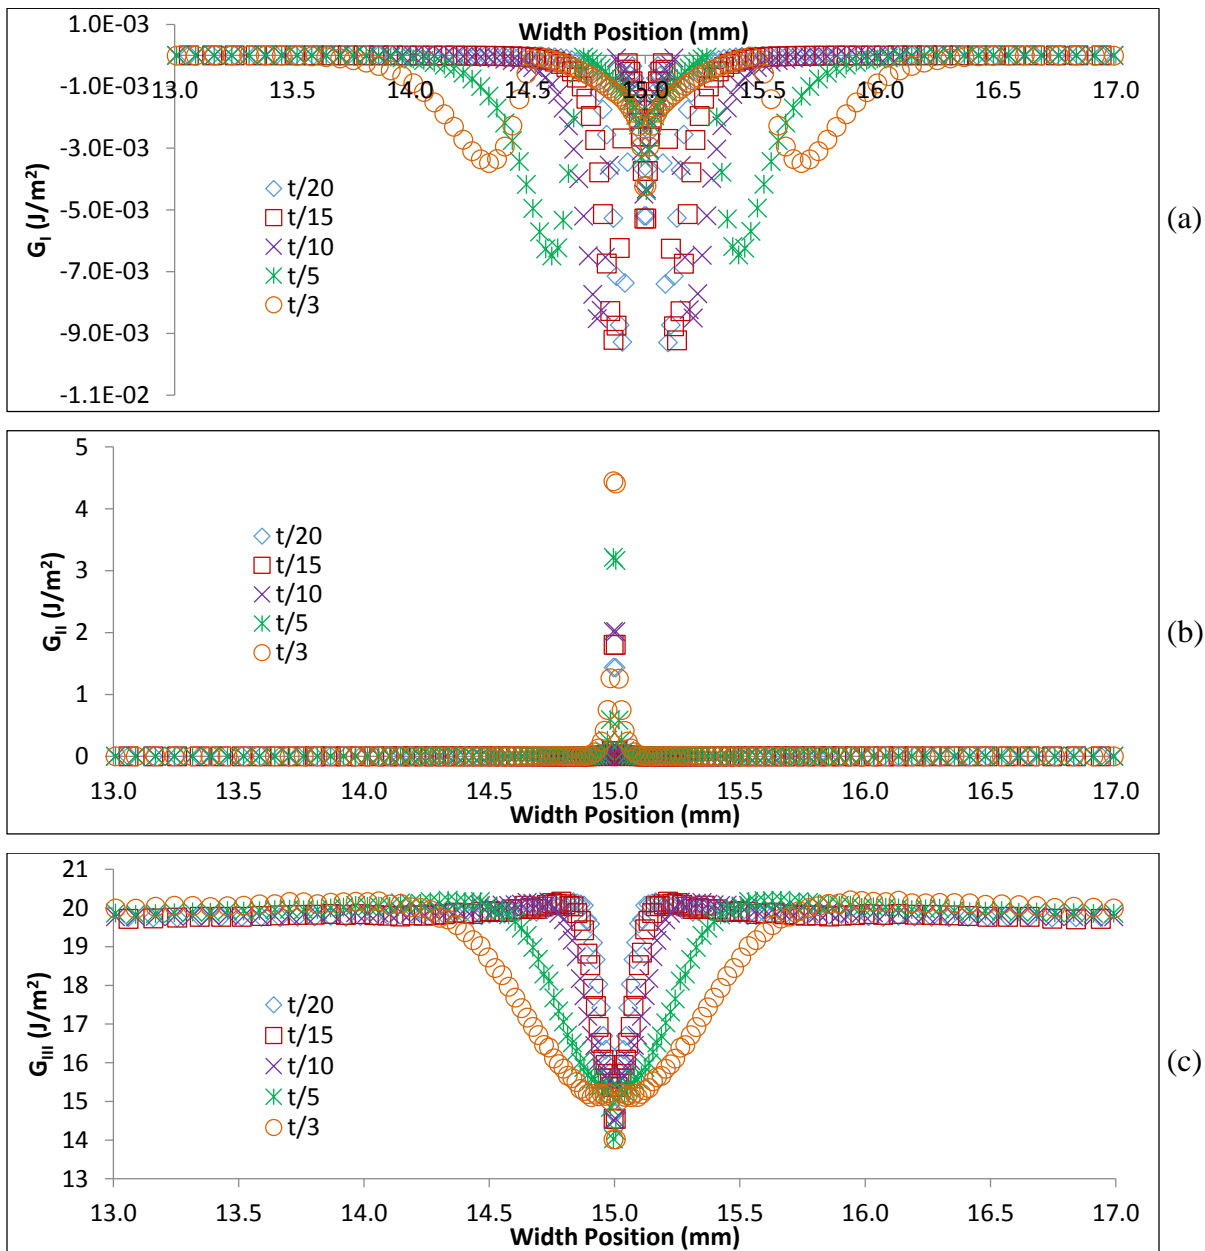 1.0E-03
Width Position (mm)
-1.0E-03
13.0 13.5 14.0 14.5 15.0 15.5 16.0 16.5 17.0
-3.0E-03
-5.0E-03
-7.0E-03
-9.0E-03
-1.1E-02
G_I (J/m²)
t/20
t/15
t/10
t/5
t/3
(a)
5
4
3
2
1
0
G_II (J/m²)
t/20
t/15
t/10
t/5
t/3
13.0 13.5 14.0 14.5 15.0 15.5 16.0 16.5 17.0
Width Position (mm)
(b)
21
20
19
18
17
16
15
14
13
G_III (J/m²)
t/20
t/15
t/10
t/5
t/3
13.0 13.5 14.0 14.5 15.0 15.5 16.0 16.5 17.0
Width Position (mm)
(c)